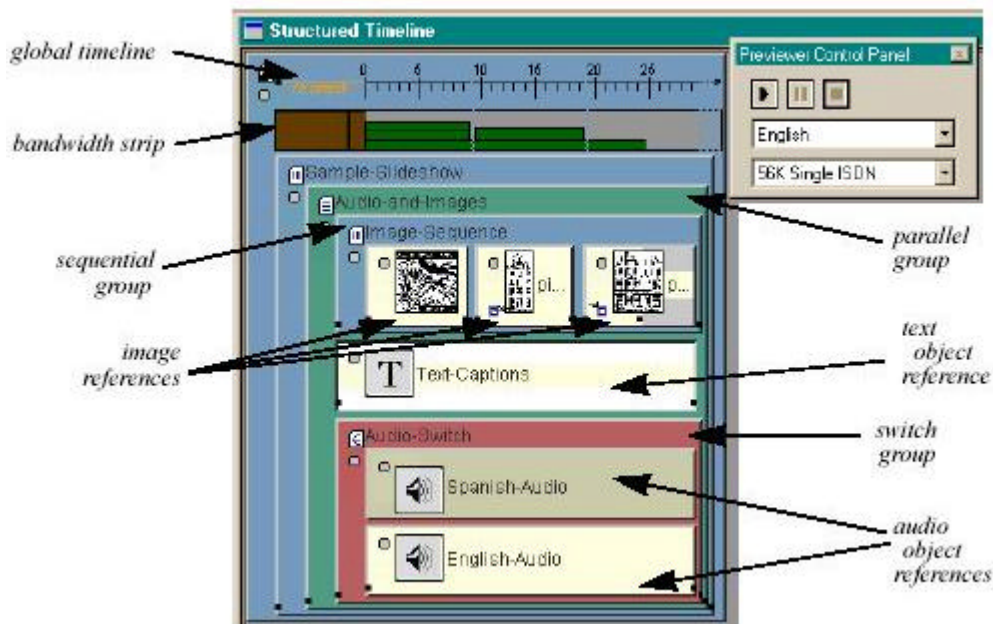 Structured Timeline
global timeline
0 5 10 15 20 25
Previewer Control Panel
English
56K Single ISDN
bandwidth strip
Sample-Slideshow
Audio-and-Images
Image-Sequence
parallel
group
sequential
group
pi...
p...
image
references
text
object
reference
T
Text-Captions
Audio-Switch
switch
group
Spanish-Audio
English-Audio
audio
object
references